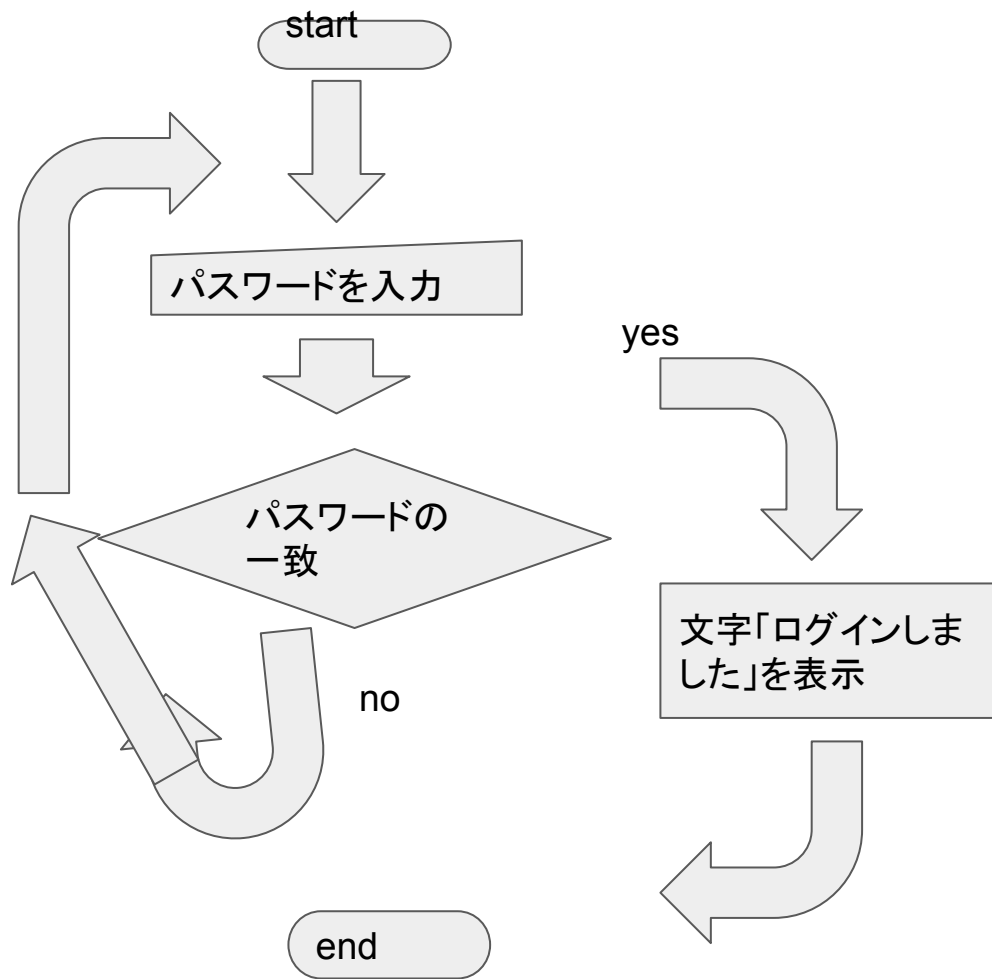 start
パスワードを入力
yes
パスワードの
一致
文字「ログインしま
した」を表示
no
end